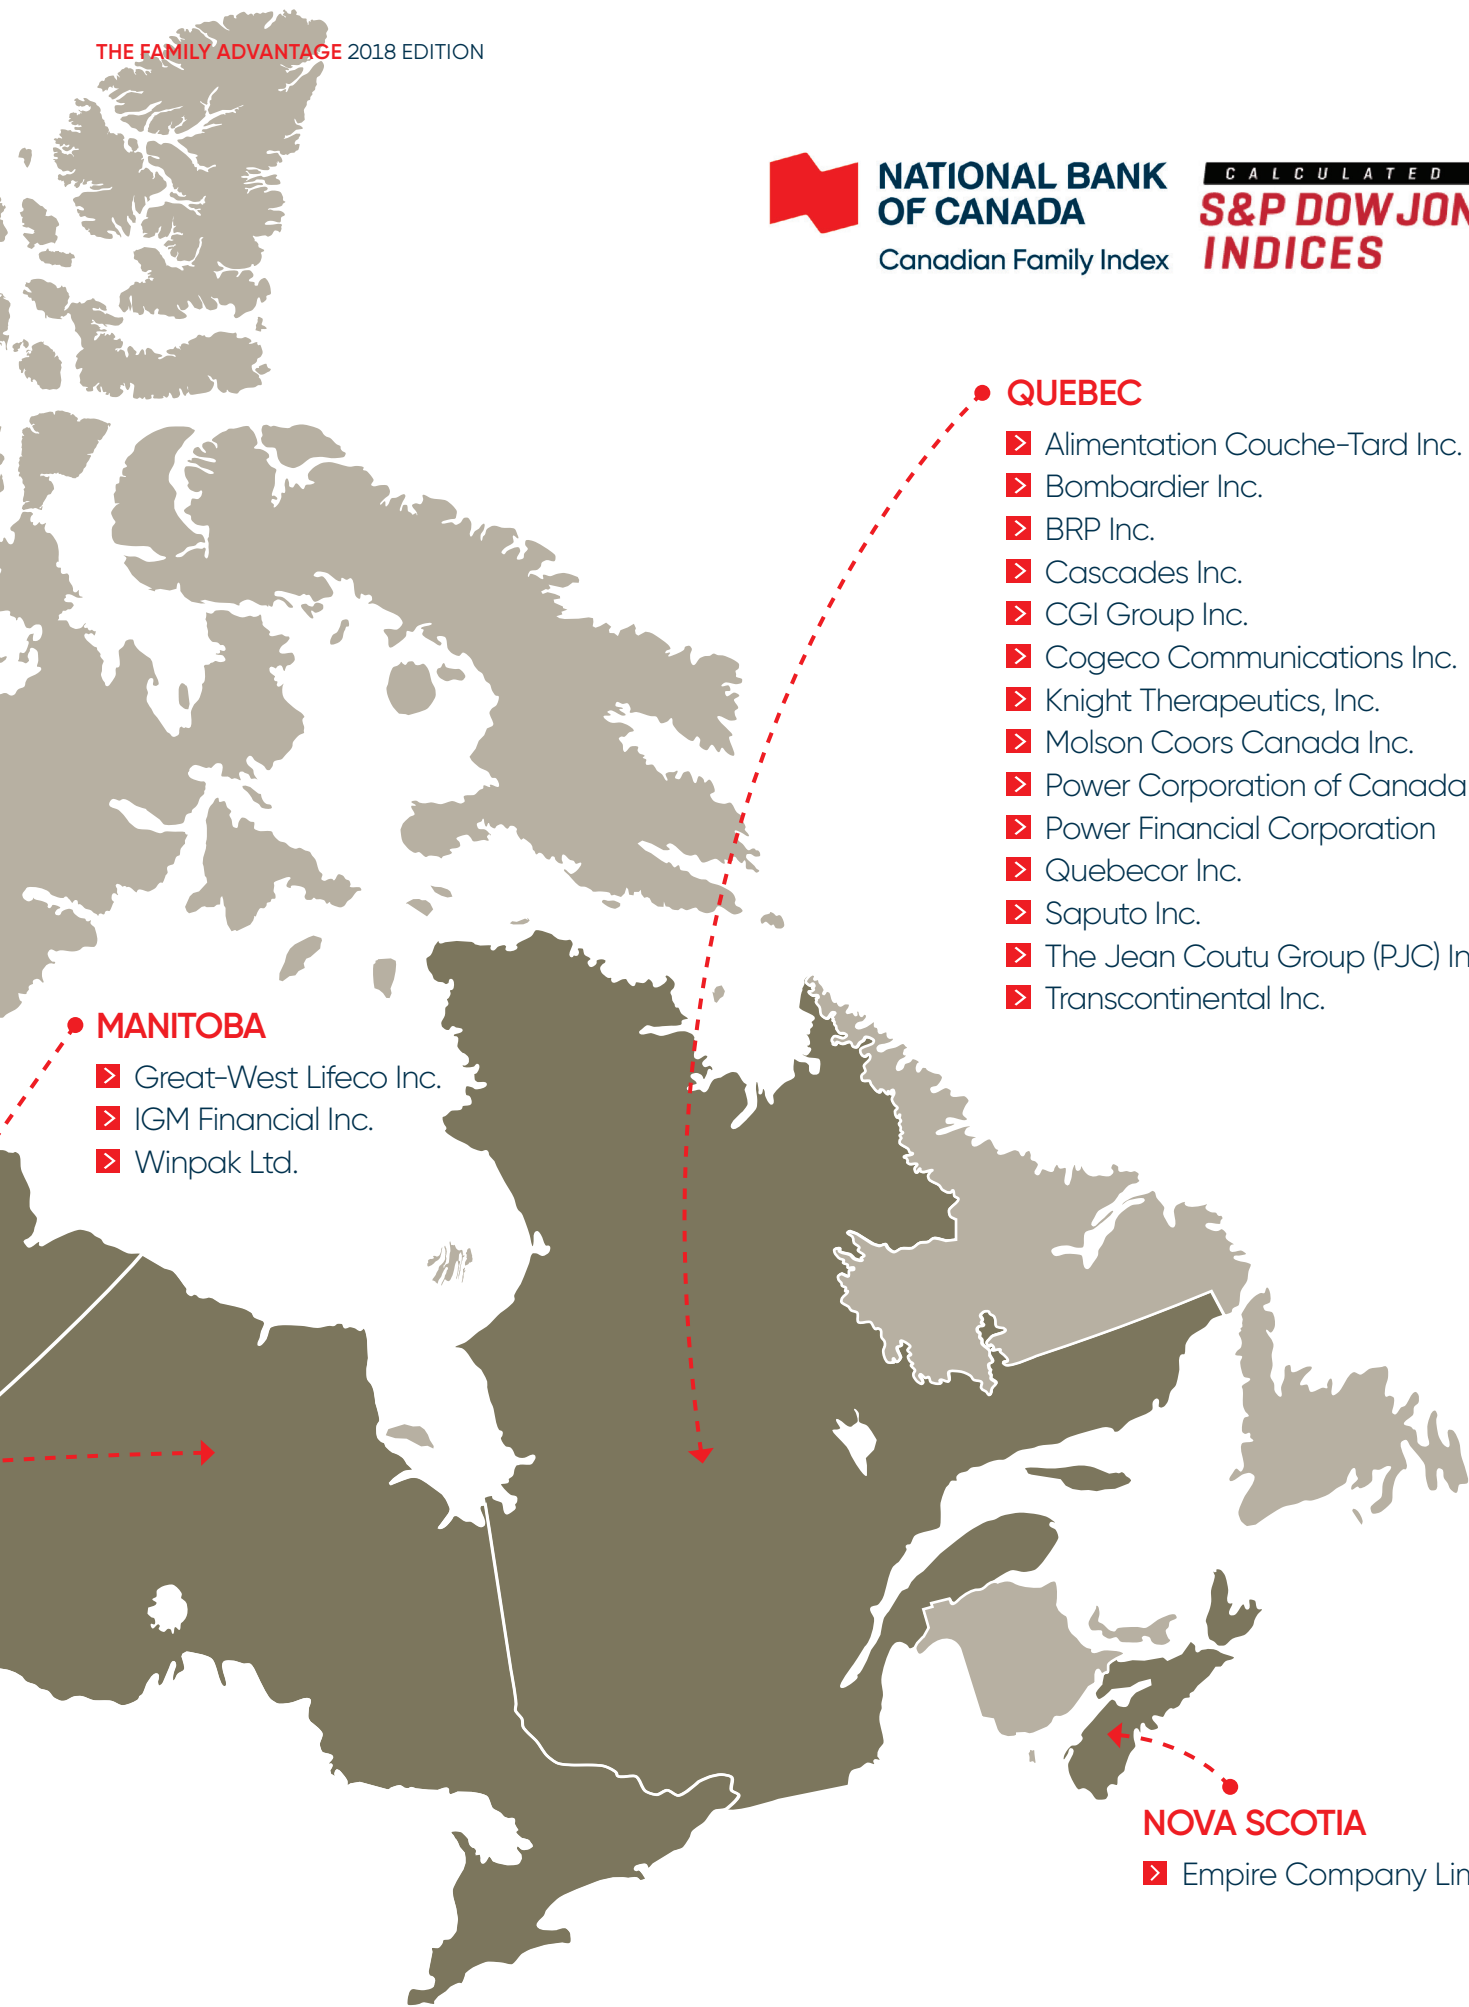 THE FAMILY ADVANTAGE 2018 EDITION
NATIONAL BANK
OF CANADA
Canadian Family Index
CALCULATED
S&P DOW
INDICES
QUEBEC
Alimentation Couche-Tard Inc.
Bombardier Inc.
BRP Inc.
Cascades Inc.
CGI Group Inc.
Cogeco Communications Inc.
Knight Therapeutics, Inc.
Molson Coors Canada Inc.
Power Corporation of Canada
Power Financial Corporation
Quebecor Inc.
Saputo Inc.
The Jean Coutu Group (PJC)
Transcontinental Inc.
MANITOBA
Great-West Lifeco Inc.
IGM Financial Inc.
Winpak Ltd.
NOVA SCOTIA
Empire Company